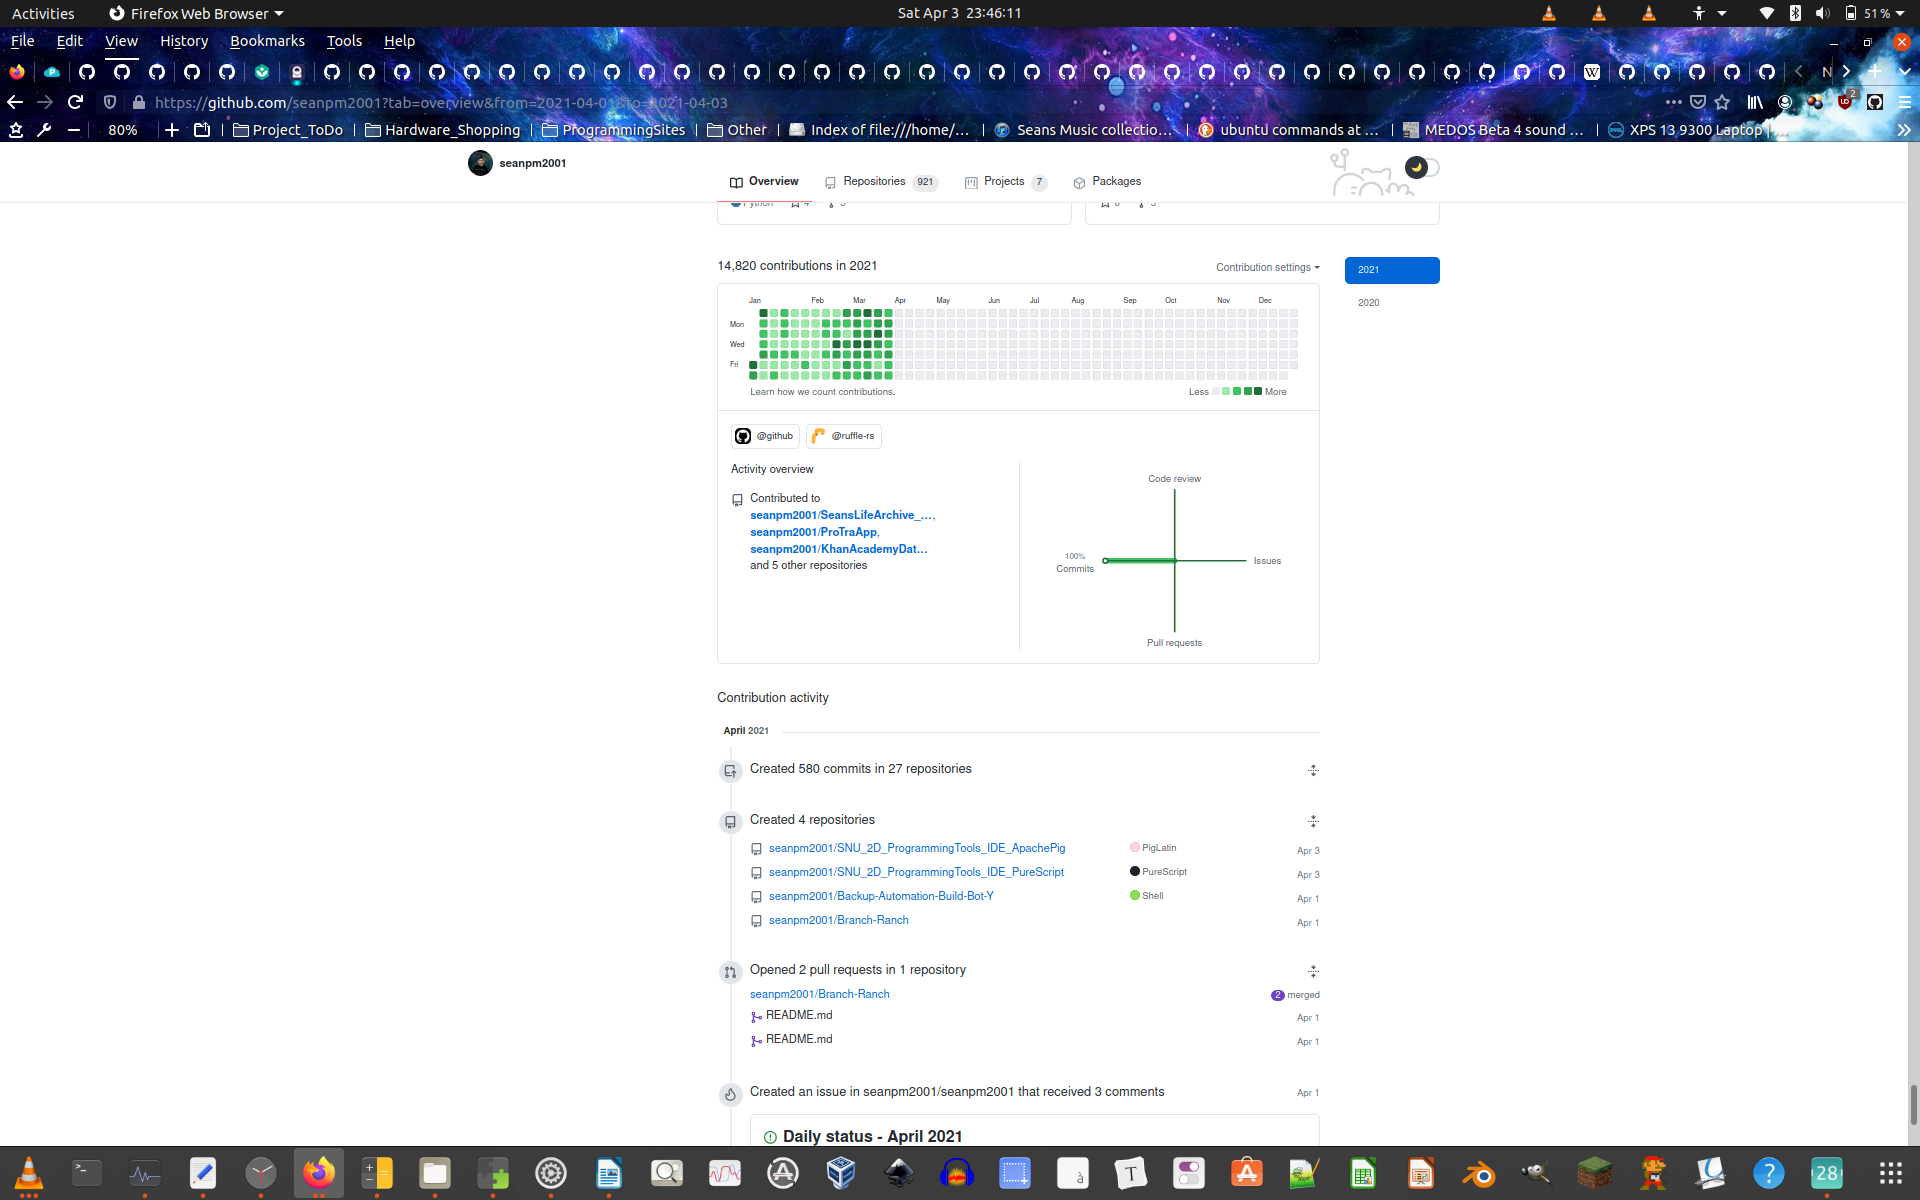 Activities
Firefox Web Browser
Sat Apr 3 23:46:11
51 %
File Edit View History Bookmarks Tools Help
N
https://github.com/seanpm2001?tab=overview&from=2021-04-01&to=2021-04-03
2
80%
Project_ToDo
Hardware_Shopping
ProgrammingSites
Other
Index of file:///home/...
Seans Music collectio...
ubuntu commands at ...
MEDOS Beta 4 sound ...
XPS 13 9300 Laptop | ...
seanpm2001
Overview
Repositories 921
Projects 7
Packages
Python 4 3
0 3
14,820 contributions in 2021
Contribution settings
2021
2020
Jan Feb Mar Apr May Jun Jul Aug Sep Oct Nov Dec
Mon
Wed
Fri
Learn how we count contributions.
Less More
@github
@ruffle-rs
Activity overview
Contributed to
seanpm2001/SeansLifeArchive_...,
seanpm2001/ProTraApp,
seanpm2001/KhanAcademyDat...
and 5 other repositories
Code review
100%
Commits
Issues
Pull requests
Contribution activity
April 2021
Created 580 commits in 27 repositories
Created 4 repositories
seanpm2001/SNU_2D_ProgrammingTools_IDE_ApachePig PigLatin Apr 3
seanpm2001/SNU_2D_ProgrammingTools_IDE_PureScript PureScript Apr 3
seanpm2001/Backup-Automation-Build-Bot-Y Shell Apr 1
seanpm2001/Branch-Ranch Apr 1
Opened 2 pull requests in 1 repository
seanpm2001/Branch-Ranch 2 merged
README.md Apr 1
README.md Apr 1
Created an issue in seanpm2001/seanpm2001 that received 3 comments Apr 1
Daily status - April 2021
28